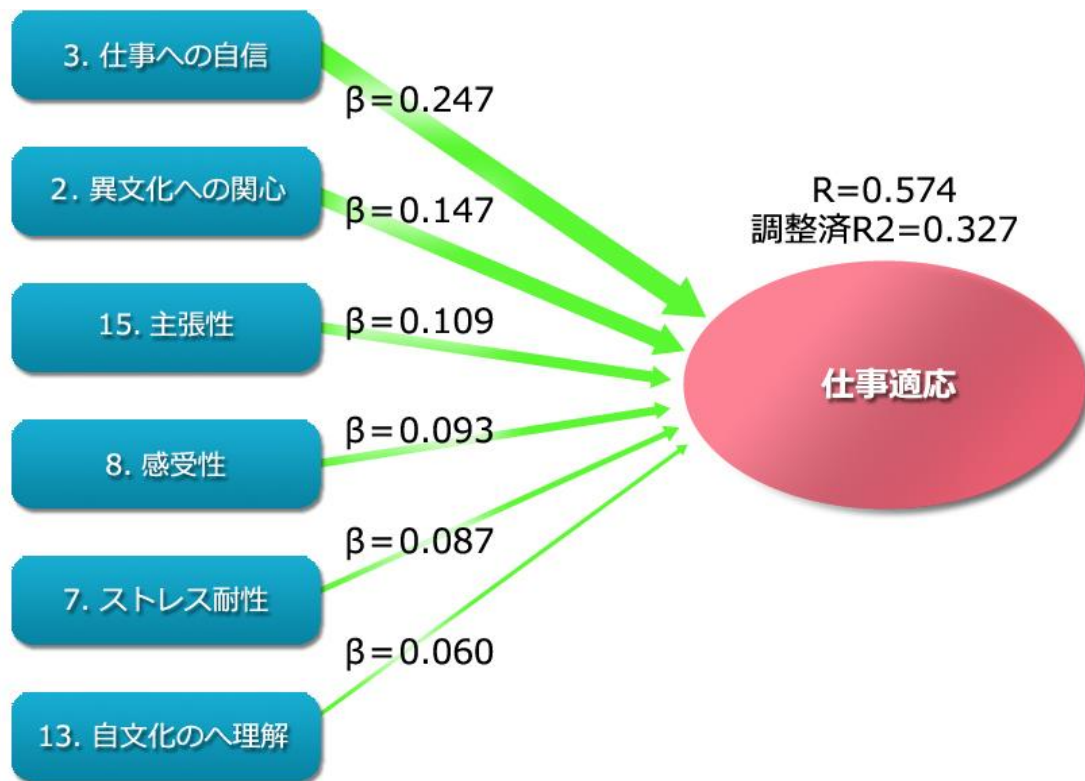 3. 仕事への自信
β＝0.247
2. 異文化への関心
β＝0.147
R=0.574
調整済R2=0.327
15. 主張性
β＝0.109
仕事適応
8. 感受性
β＝0.093
7. ストレス耐性
β＝0.087
13. 自文化のへ理解
β＝0.060